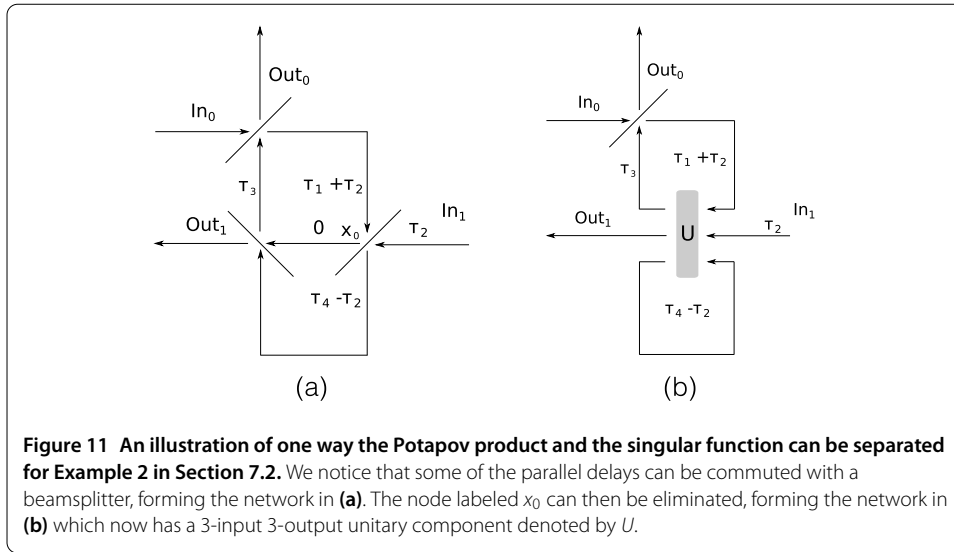 Out₀
In₀
τ₃
τ₁ +τ₂
Out₁
0 x₀
τ₂
In₁
τ₄ -τ₂
(a)
Out₀
In₀
τ₃
τ₁ +τ₂
Out₁
U
τ₂
In₁
τ₄ -τ₂
(b)
Figure 11 An illustration of one way the Potapov product and the singular function can be separated
for Example 2 in Section 7.2. We notice that some of the parallel delays can be commuted with a
beamsplitter, forming the network in (a). The node labeled x₀ can then be eliminated, forming the network in
(b) which now has a 3-input 3-output unitary component denoted by U.